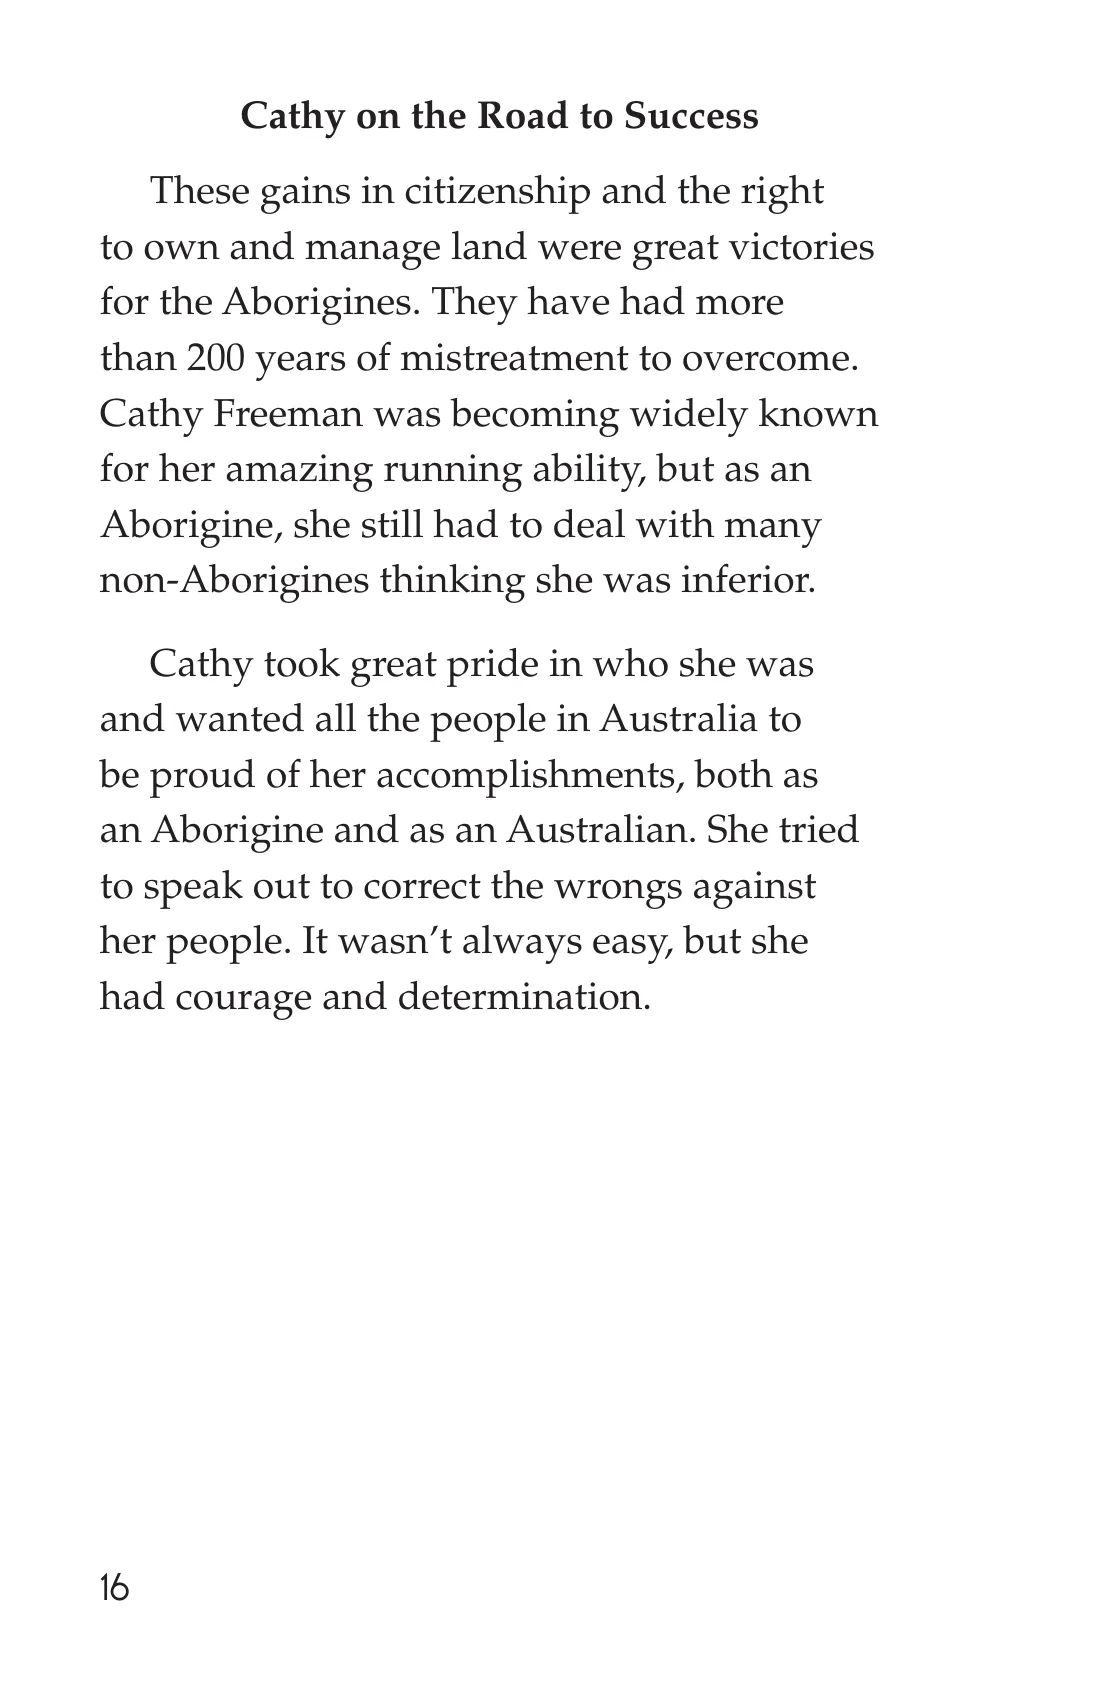 Cathy on the Road to Success
These gains in citizenship and the right
to own and manage land were great victories
for the Aborigines. They have had more
than 200 years of mistreatment to overcome.
Cathy Freeman was becoming widely known
for her amazing running ability, but as an
Aborigine, she still had to deal with many
non-Aborigines thinking she was inferior.
Cathy took great pride in who she was
and wanted all the people in Australia to
be proud of her accomplishments, both as
an Aborigine and as an Australian. She tried
to speak out to correct the wrongs against
her people. It wasn’t always easy, but she
had courage and determination.
16